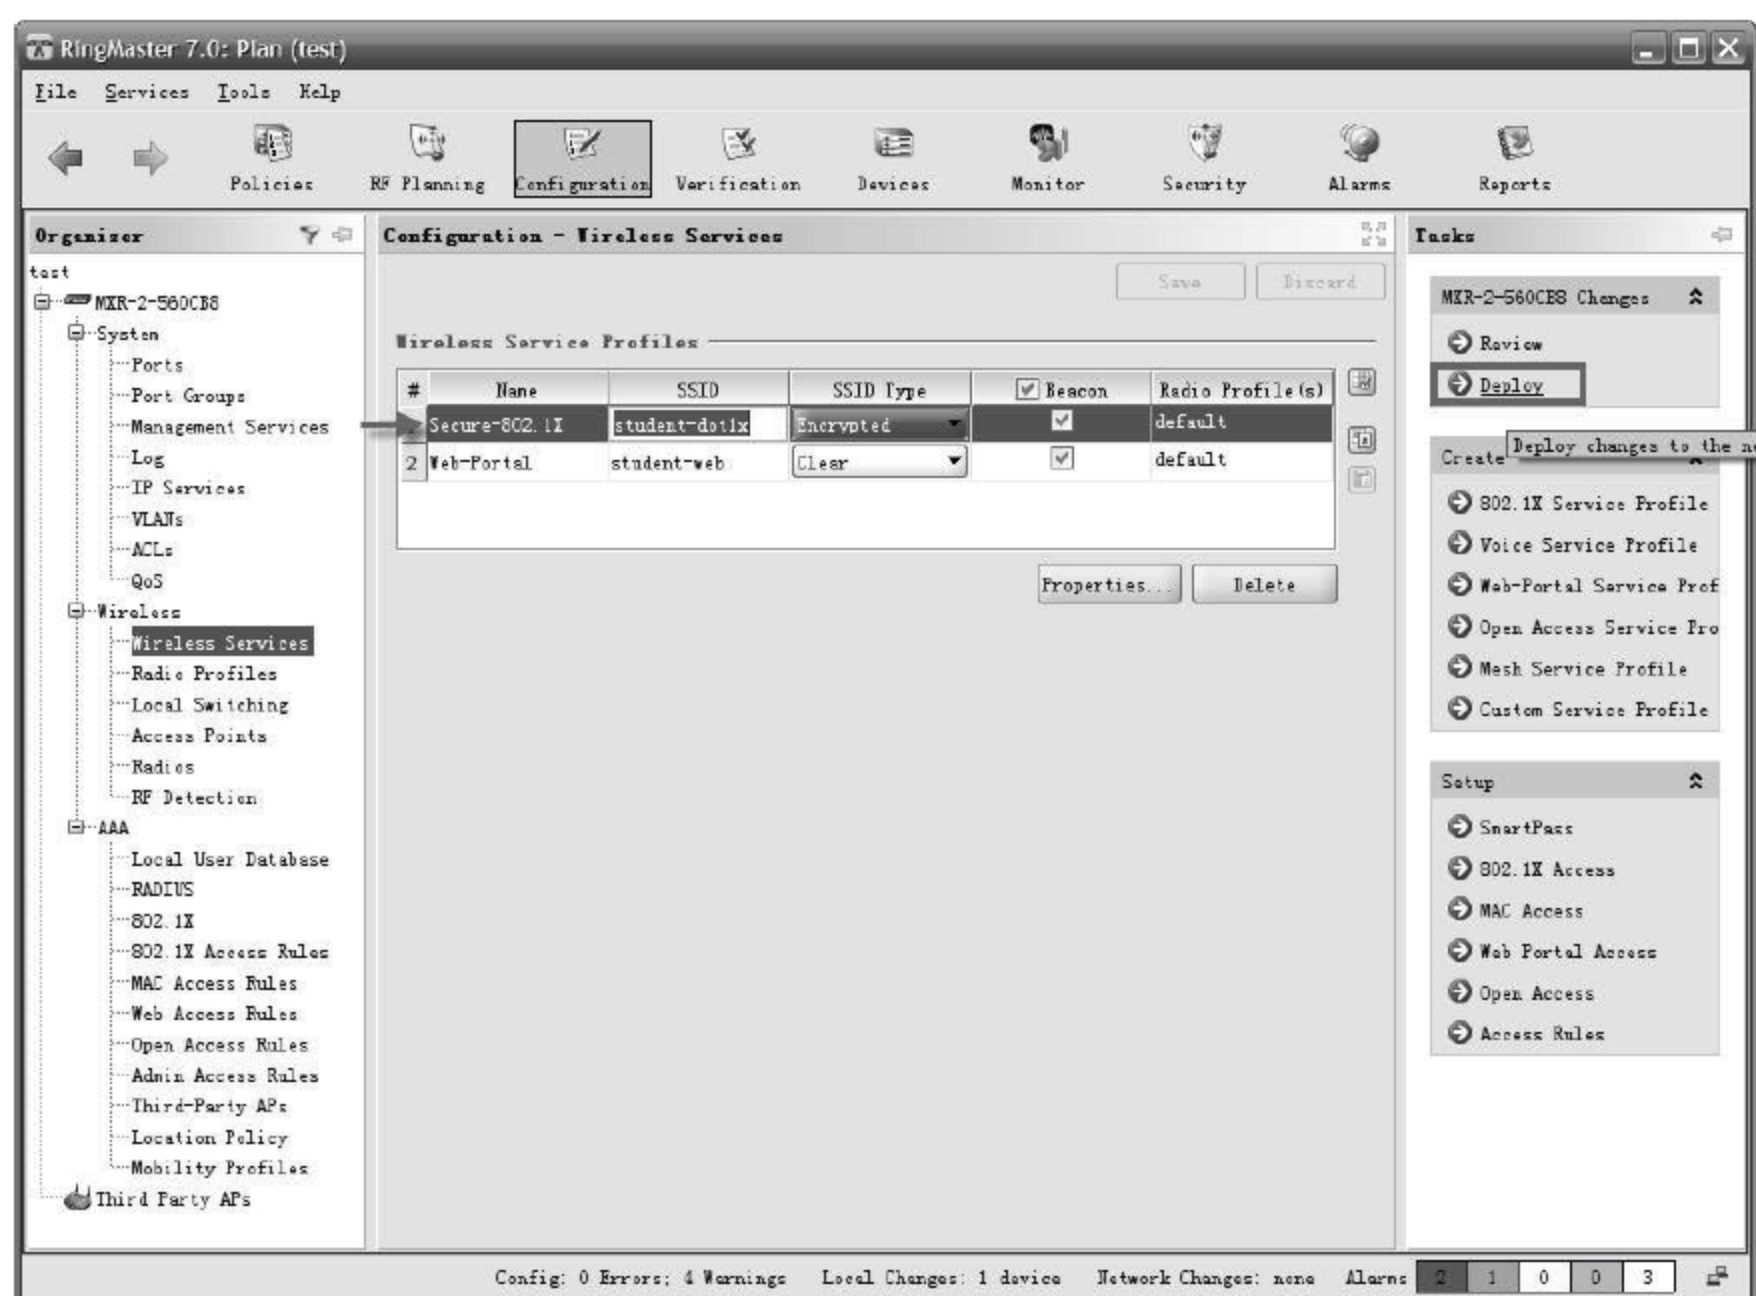 RingMaster 7.0: Plan (test)
File Services Tools Help
Policies RF Planning Configuration Verification Devices Monitor Security Alarms Reports
Organizer
test
MXR-2-560CB8
System
Ports
Port Groups
Management Services
Log
IP Services
VLANs
ACLs
QoS
Wireless
Wireless Services
Radio Profiles
Local Switching
Access Points
Radios
RF Detection
AAA
Local User Database
RADIUS
802.1X
802.1X Access Rules
MAC Access Rules
Web Access Rules
Open Access Rules
Admin Access Rules
Third-Party APs
Location Policy
Mobility Profiles
Third Party APs
Configuration - Wireless Services
Save Discard
Wireless Service Profiles
# Name SSID SSID Type Beacon Radio Profile(s)
Secure-802.1X student-dot1x Encrypted default
2 Web-Portal student-web Clear default
Properties... Delete
Tasks
MXR-2-560CB8 Changes
Review
Deploy
Deploy changes to the ne
Create
802.1X Service Profile
Voice Service Profile
Web-Portal Service Prof
Open Access Service Pro
Mesh Service Profile
Custom Service Profile
Setup
SmartPass
802.1X Access
MAC Access
Web Portal Access
Open Access
Access Rules
Config: 0 Errors; 4 Warnings Local Changes: 1 device Network Changes: none Alarms 2 1 0 0 3